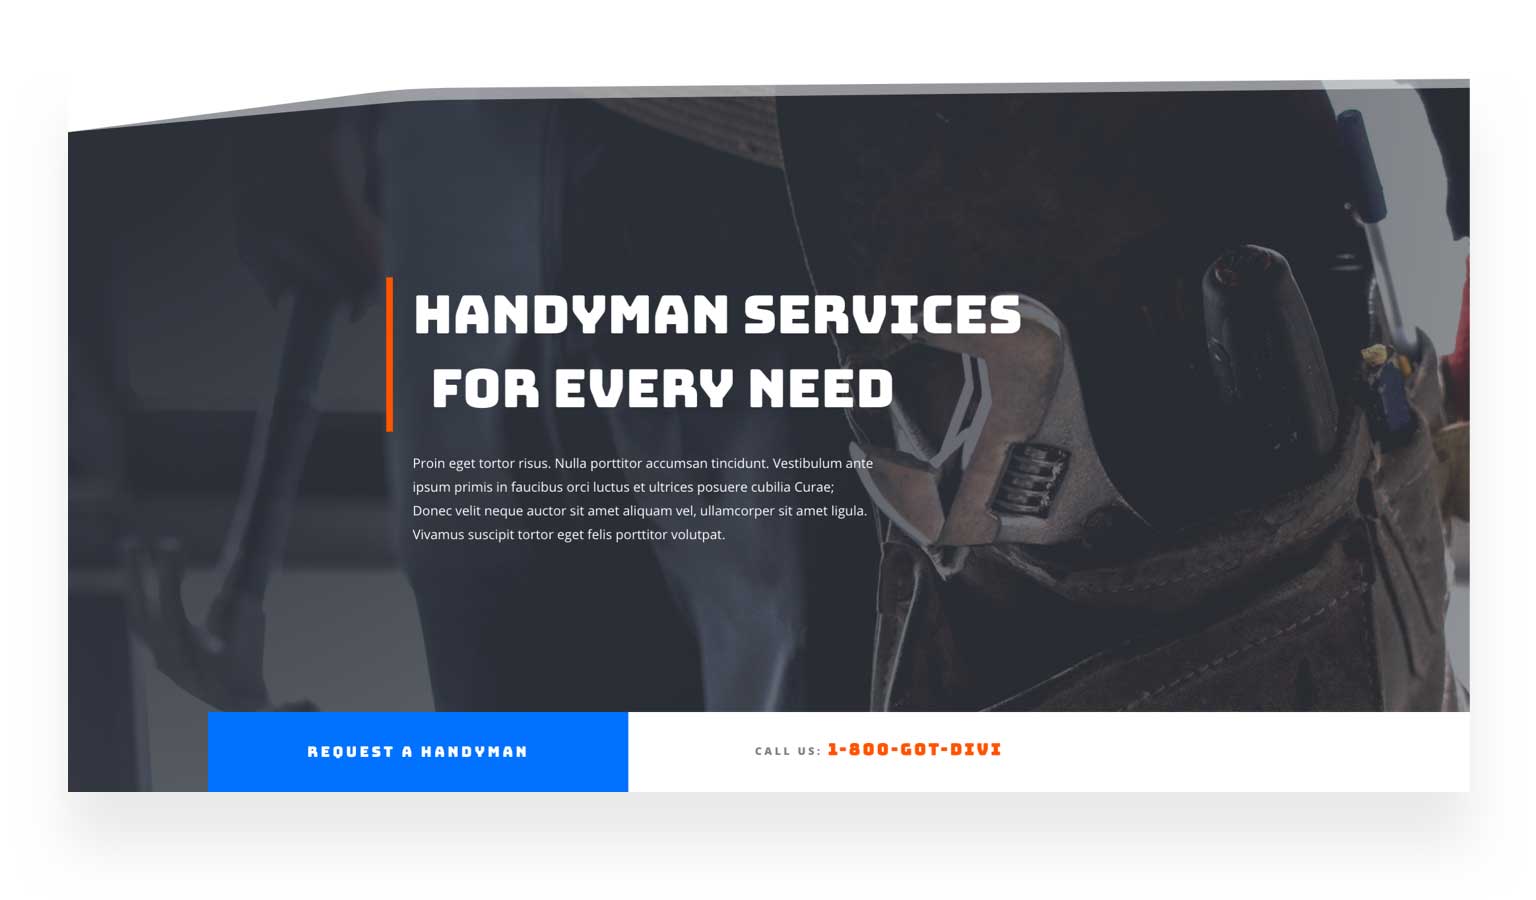 HANDYMAN SERVICES
FOR EVERY NEED
Proin eget tortor risus. Nulla porttitor accumsan tincidunt. Vestibulum ante
ipsum primis in faucibus orci luctus et ultrices posuere cubilia Curae;
Donec velit neque auctor sit amet aliquam vel, ullamcorper sit amet ligula.
Vivamus suscipit tortor eget felis porttitor volutpat.
REQUEST A HANDYMAN
CALL US: 1-800-GOT-DIVI